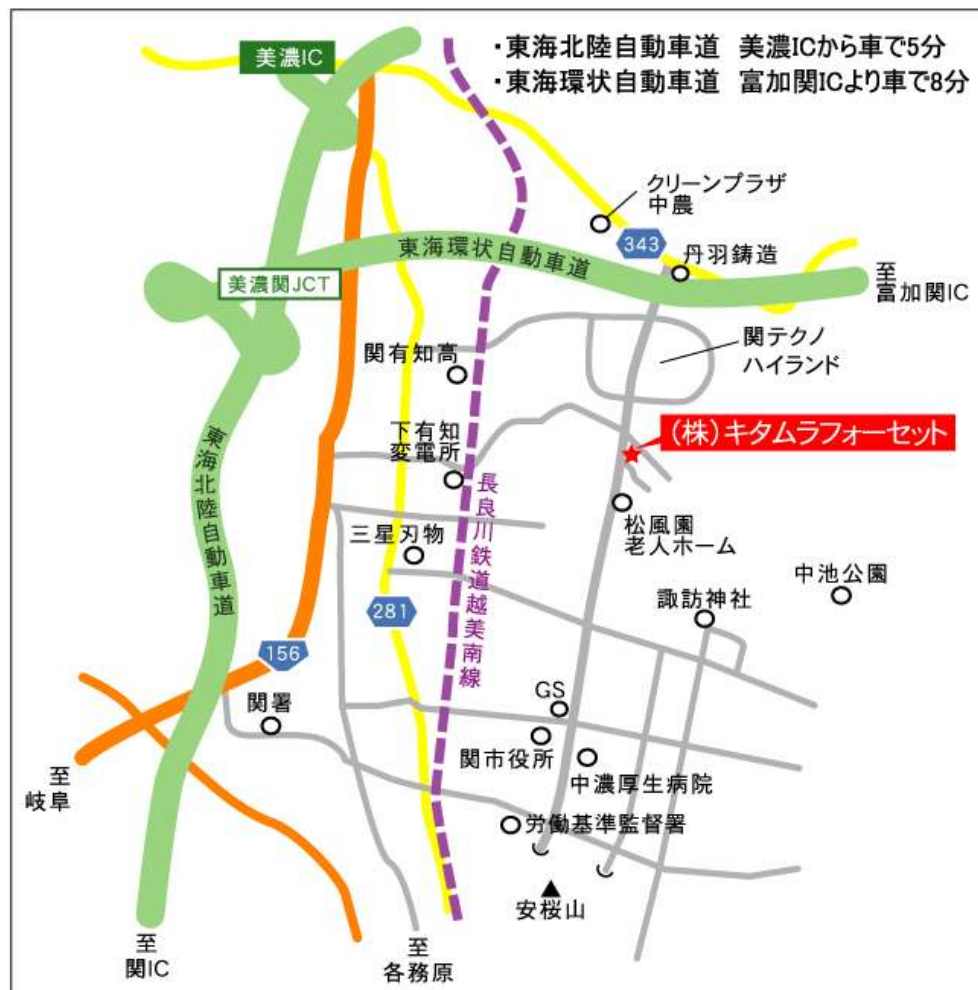 美濃IC
・東海北陸自動車道 美濃ICから車で5分
・東海環状自動車道 富加関ICより車で8分
クリーンプラザ
中農
343
丹羽鋳造
東海環状自動車道
至
富加関IC
美濃関JCT
関テクノ
ハイランド
関有知高
下有知
変電所
(株)キタムラフォーセット
東海北陸自動車道
長良川鉄道越美南線
松風園
老人ホーム
三星刃物
中池公園
諏訪神社
281
156
関署
GS
関市役所
中濃厚生病院
至
岐阜
労働基準監督署
安桜山
至
関IC
至
各務原